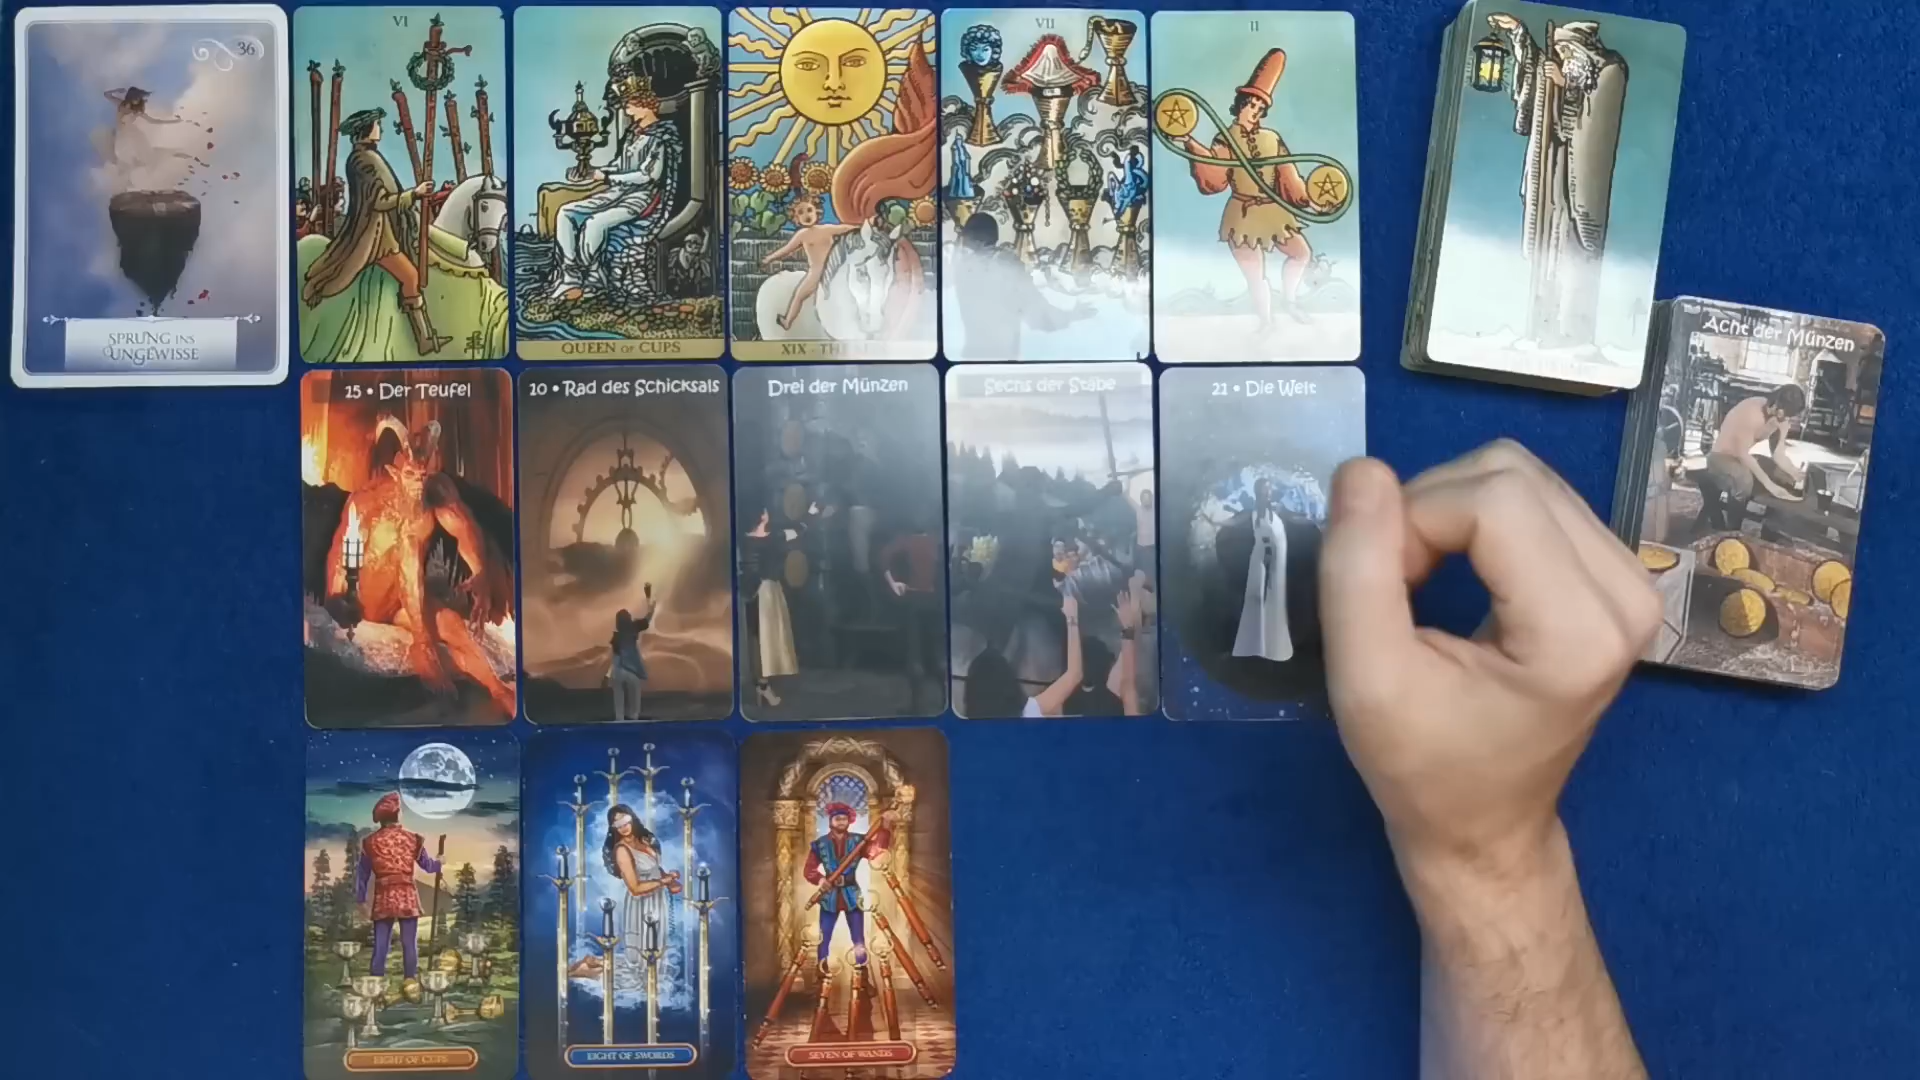 36
SPRUNG INS
UNGEWISSE
VI
QUEEN OF CUPS
XIX - THE
VII
II
Acht der Münzen
15 • Der Teufel
10 • Rad des Schicksals
Drei der Münzen
Sechs der Stäbe
21 • Die Welt
EIGHT OF CUPS
EIGHT OF SWORDS
SEVEN OF WANDS